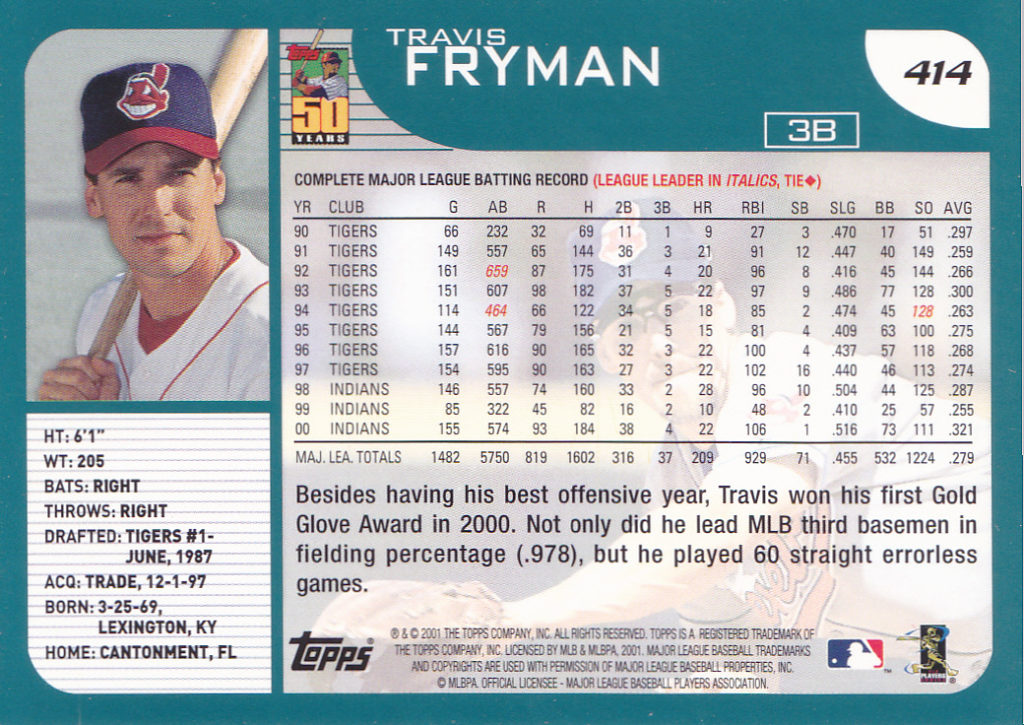 TRAVIS
FRYMAN
414
Topps
50
YEARS
3B
COMPLETE MAJOR LEAGUE BATTING RECORD (LEAGUE LEADER IN ITALICS, TIE◆)
YR CLUB G AB R H 2B 3B HR RBI SB SLG BB SO AVG
90 TIGERS 66 232 32 69 11 1 9 27 3 .470 17 51 .297
91 TIGERS 149 557 65 144 36 3 21 91 12 .447 40 149 .259
92 TIGERS 161 659 87 175 31 4 20 96 8 .416 45 144 .266
93 TIGERS 151 607 98 182 37 5 22 97 9 .486 77 128 .300
94 TIGERS 114 464 66 122 34 5 18 85 2 .474 45 128 .263
95 TIGERS 144 567 79 156 21 5 15 81 4 .409 63 100 .275
96 TIGERS 157 616 90 165 32 3 22 100 4 .437 57 118 .268
97 TIGERS 154 595 90 163 27 3 22 102 16 .440 46 113 .274
98 INDIANS 146 557 74 160 33 2 28 96 10 .504 44 125 .287
99 INDIANS 85 322 45 82 16 2 10 48 2 .410 25 57 .255
00 INDIANS 155 574 93 184 38 4 22 106 1 .516 73 111 .321
MAJ. LEA. TOTALS 1482 5750 819 1602 316 37 209 929 71 .455 532 1224 .279
Besides having his best offensive year, Travis won his first Gold
Glove Award in 2000. Not only did he lead MLB third basemen in
fielding percentage (.978), but he played 60 straight errorless
games.
HT: 6'1"
WT: 205
BATS: RIGHT
THROWS: RIGHT
DRAFTED: TIGERS #1-
JUNE, 1987
ACQ: TRADE, 12-1-97
BORN: 3-25-69,
LEXINGTON, KY
HOME: CANTONMENT, FL
Topps
® & © 2001 THE TOPPS COMPANY, INC. ALL RIGHTS RESERVED. TOPPS IS A REGISTERED TRADEMARK OF
THE TOPPS COMPANY, INC. LICENSED BY MLB & MLBPA, 2001. MAJOR LEAGUE BASEBALL TRADEMARKS
AND COPYRIGHTS ARE USED WITH PERMISSION OF MAJOR LEAGUE BASEBALL PROPERTIES, INC.
© MLBPA. OFFICIAL LICENSEE - MAJOR LEAGUE BASEBALL PLAYERS ASSOCIATION.
TM
PLAYERS